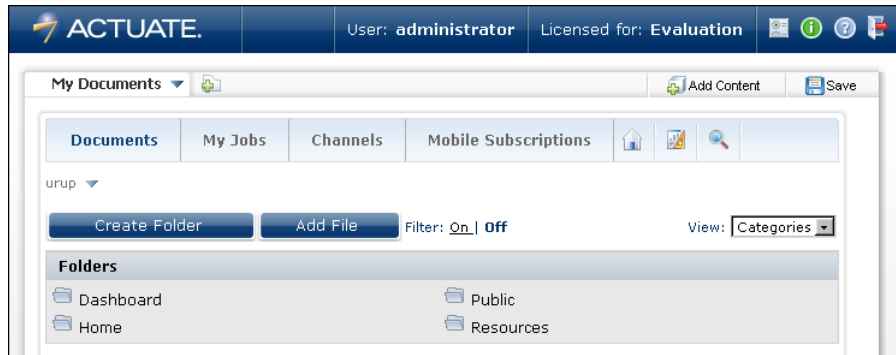 ACTUATE. User: administrator Licensed for: Evaluation
My Documents Add Content Save
Documents My Jobs Channels Mobile Subscriptions
urup
Create Folder Add File Filter: On | Off View: Categories
Folders
Dashboard Public
Home Resources